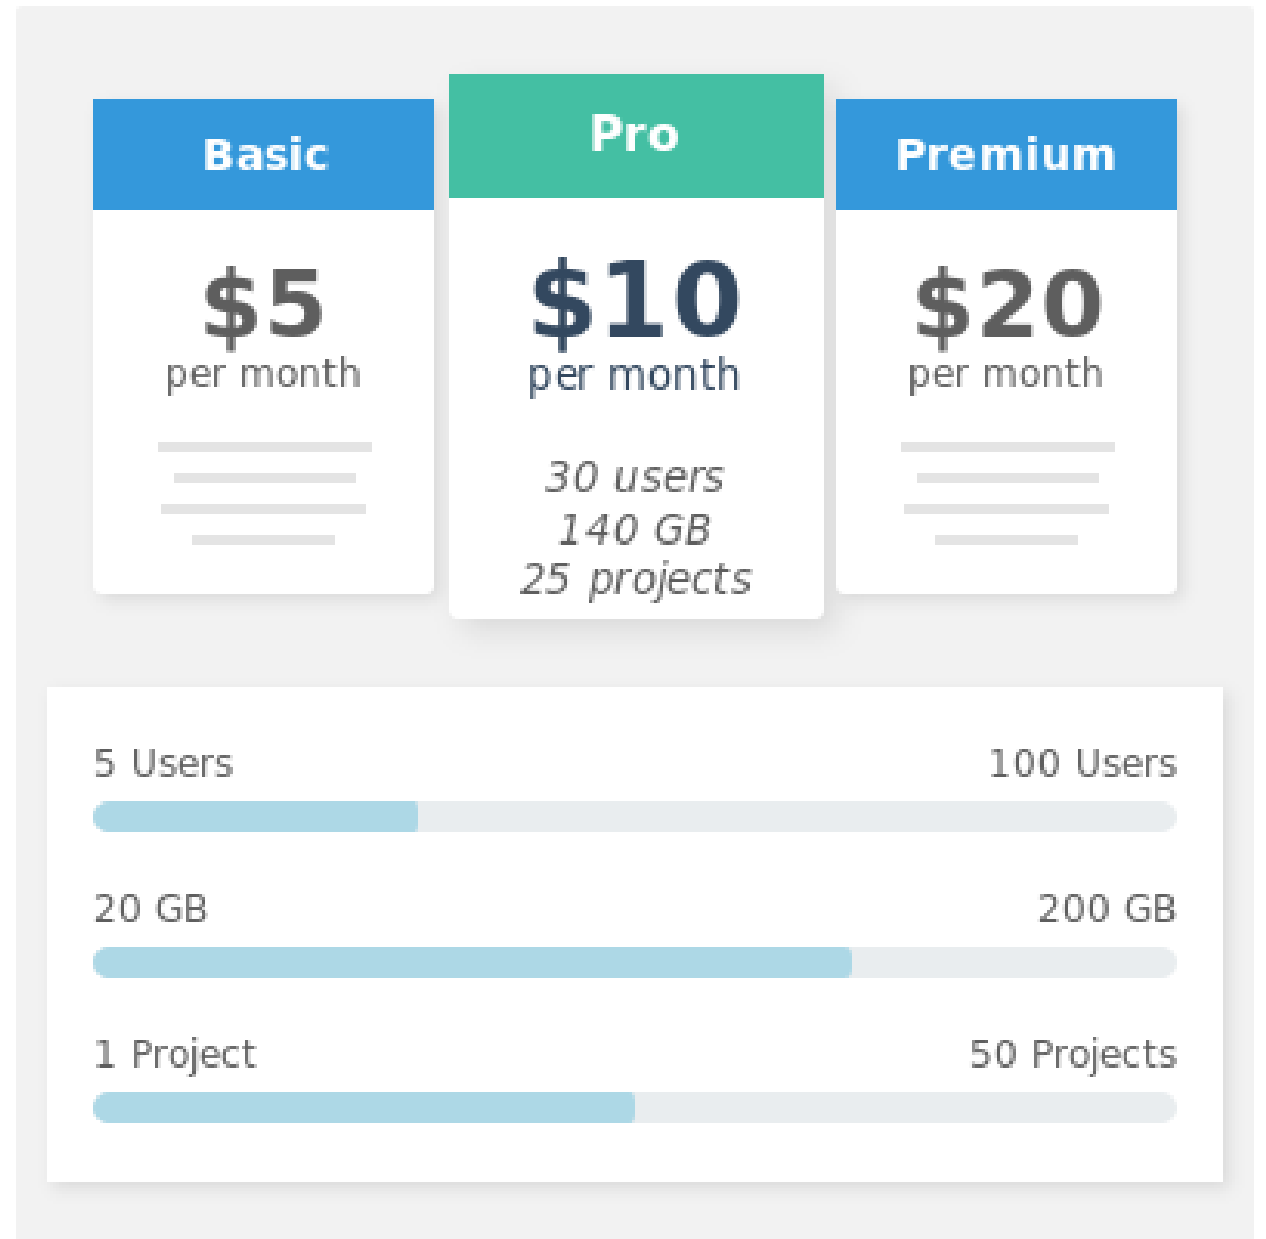 Basic
$5
per month
Pro
$10
per month
30 users
140 GB
25 projects
Premium
$20
per month
5 Users 100 Users
20 GB 200 GB
1 Project 50 Projects